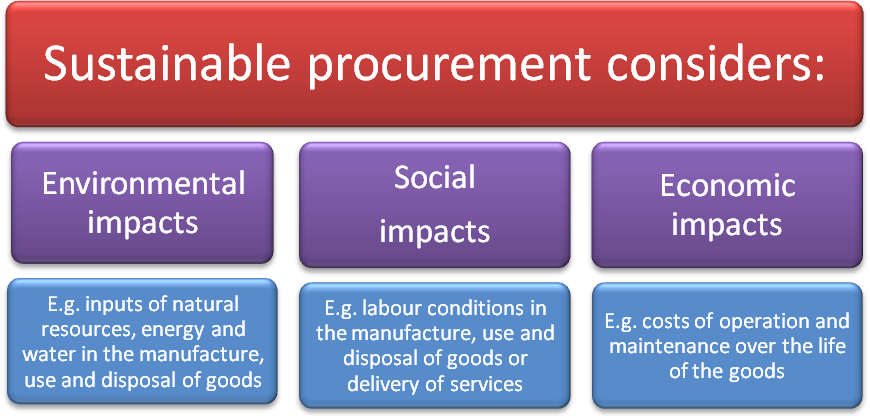 Sustainable procurement considers:
Environmental
impacts
Social
impacts
Economic
impacts
E.g. inputs of natural
resources, energy and
water in the manufacture,
use and disposal of goods
E.g. labour conditions in
the manufacture, use and
disposal of goods or
delivery of services
E.g. costs of operation and
maintenance over the life
of the goods